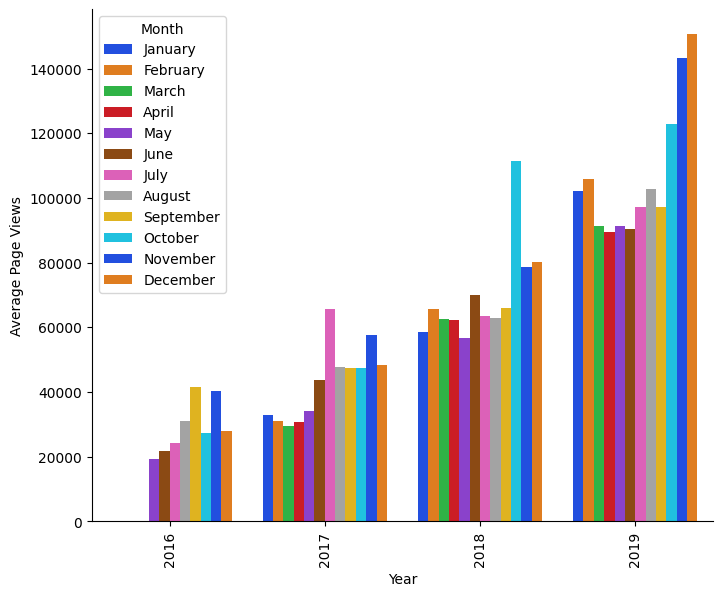 Month
January
February
March
April
May
June
July
August
September
October
November
December
Average Page Views
140000
120000
100000
80000
60000
40000
20000
0
2016
2017
2018
2019
Year